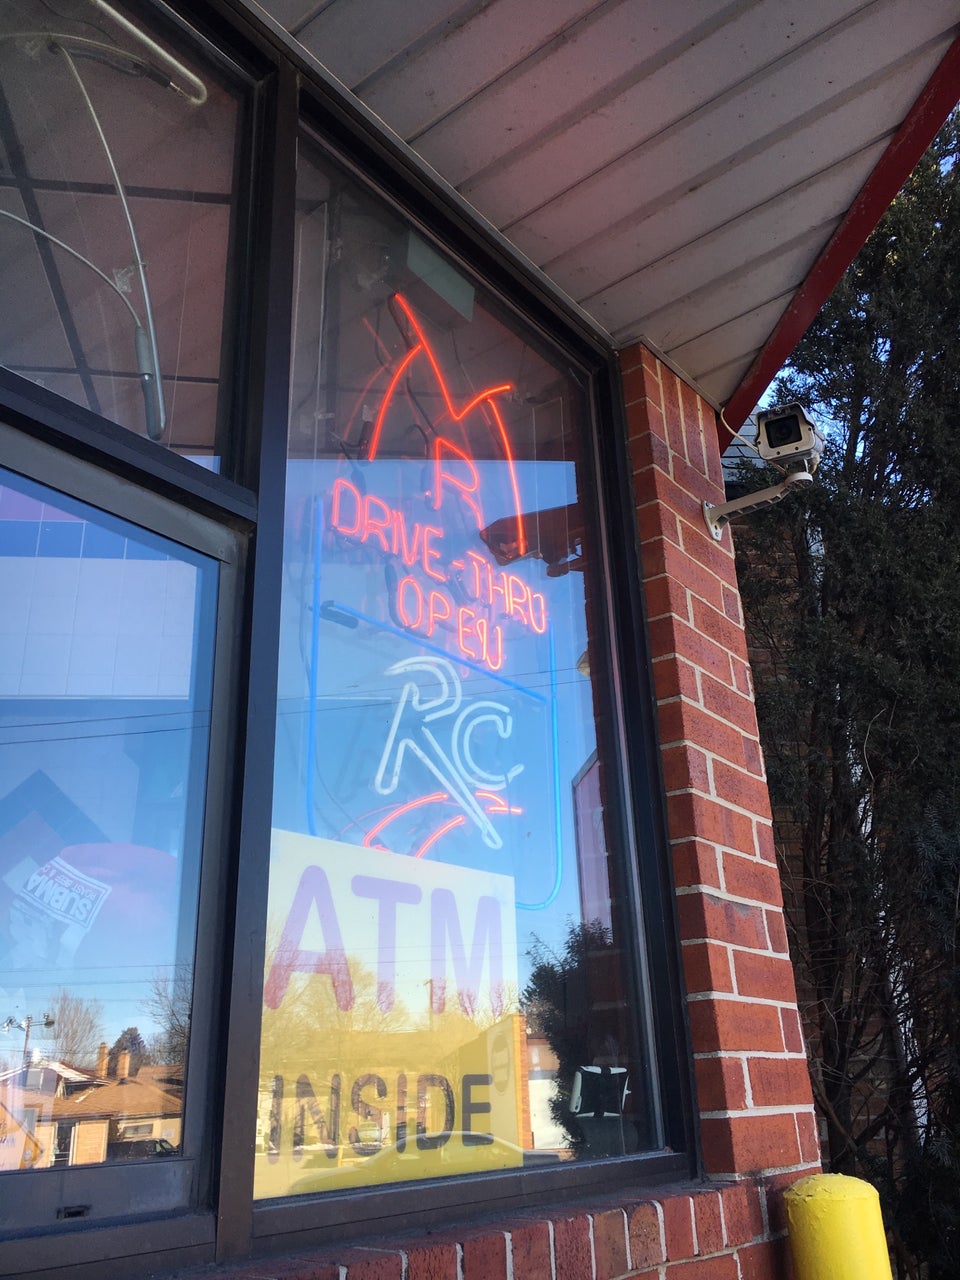 R
DRIVE-THRU
OPEN
RC
ATM
INSIDE